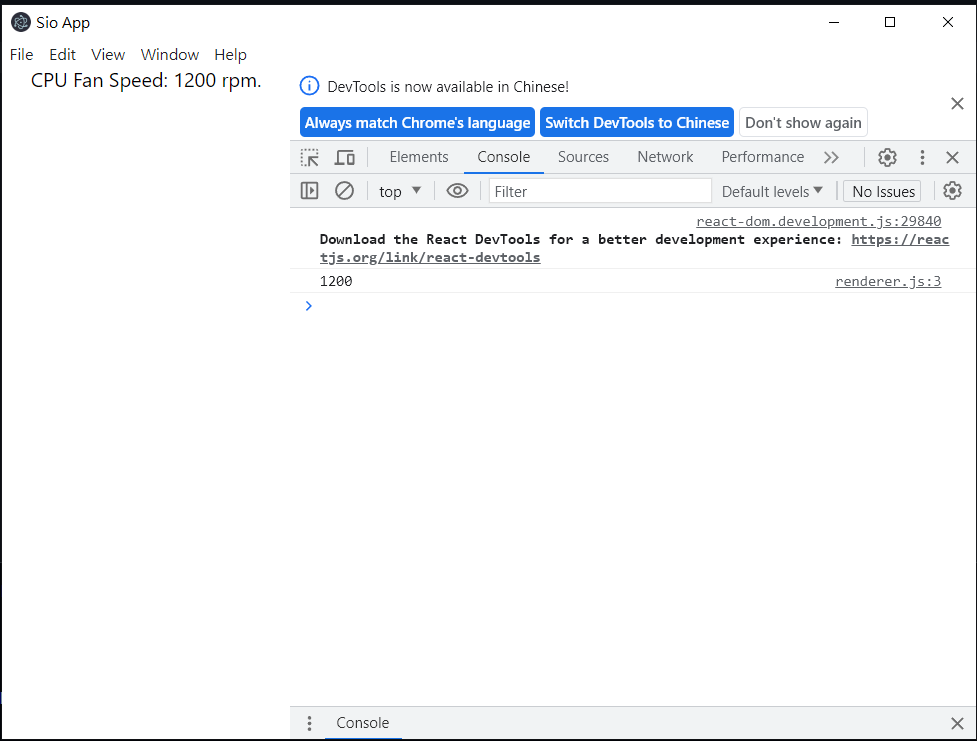 Sio App
File Edit View Window Help
CPU Fan Speed: 1200 rpm.
DevTools is now available in Chinese!
Always match Chrome's language Switch DevTools to Chinese Don't show again
Elements Console Sources Network Performance
top Filter Default levels No Issues
react-dom.development.js:29840
Download the React DevTools for a better development experience: https://reac
tjs.org/link/react-devtools
1200 renderer.js:3
Console